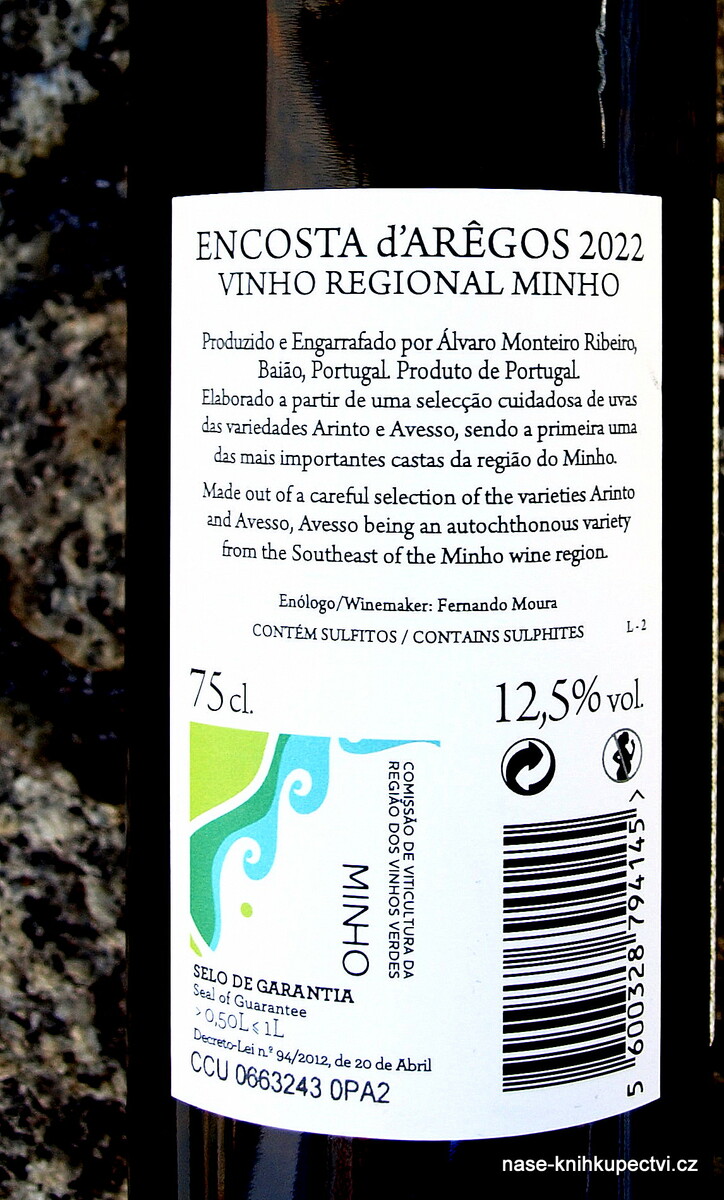 ENCOSTA d'ARÊGOS 2022
VINHO REGIONAL MINHO
Produzido e Engarrafado por Álvaro Monteiro Ribeiro,
Baião, Portugal. Produto de Portugal.
Elaborado a partir de uma selecção cuidadosa de uvas
das variedades Arinto e Avesso, sendo a primeira uma
das mais importantes castas da região do Minho.
Made out of a careful selection of the varieties Arinto
and Avesso, Avesso being an autochthonous variety
from the Southeast of the Minho wine region.
Enólogo/Winemaker: Fernando Moura
CONTÉM SULFITOS / CONTAINS SULPHITES
L-2
75 cl.
12,5% vol.
COMISSÃO DE VITICULTURA DA
REGIÃO DOS VINHOS VERDES
MINHO
SELO DE GARANTIA
Seal of Guarantee
>0,50L ≤ 1L
Decreto-Lei n.º 94/2012, de 20 de Abril
CCU 0663243 0PA2
5 600328 794145 >
nase-knihkupectvi.cz